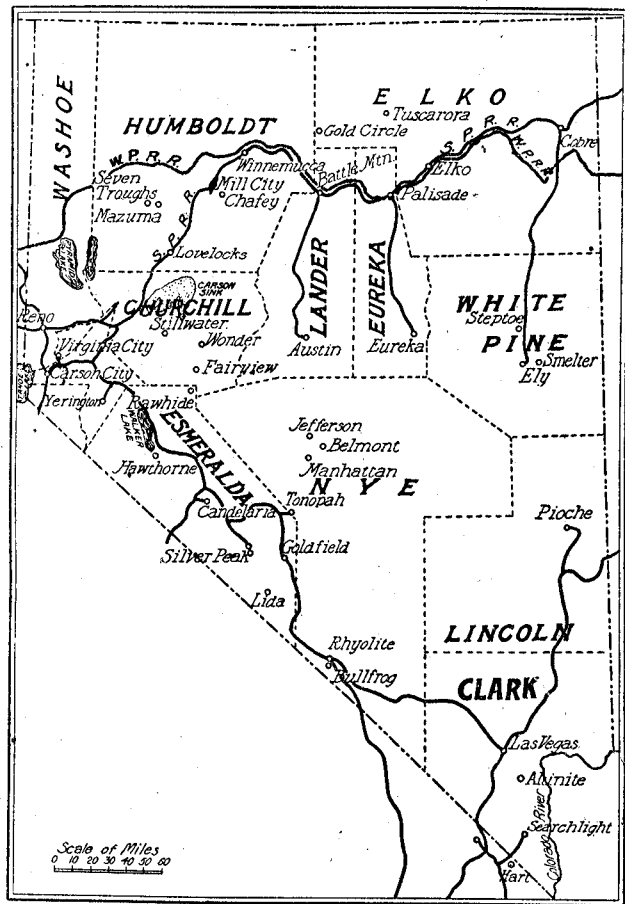 WASHOE
HUMBOLDT
ELKO
Tuscarora
Gold Circle
S. P. R. R.
W. P. R. R.
Cobre
W. P. R. R.
Winnemucca
Battle Mtn.
Elko
Palisade
Seven
Troughs
Mazuma
Mill City
Chafey
S. P. R. R.
Lovelocks
CARSON
SINK
CHURCHILL
Stillwater
Wonder
Fairview
LANDER
Austin
EUREKA
Eureka
WHITE
PINE
Steptoe
Smelter
Ely
Reno
Virginia City
Carson City
Yerington
Rawhide
WALKER
LAKE
Hawthorne
ESMERALDA
Jefferson
Belmont
Manhattan
NYE
Tonopah
Candelaria
Silver Peak
Goldfield
Lida
Pioche
LINCOLN
Rhyolite
Bullfrog
CLARK
Las Vegas
Alunite
Searchlight
Hart
Colorado River
Scale of Miles
0 10 20 30 40 50 60